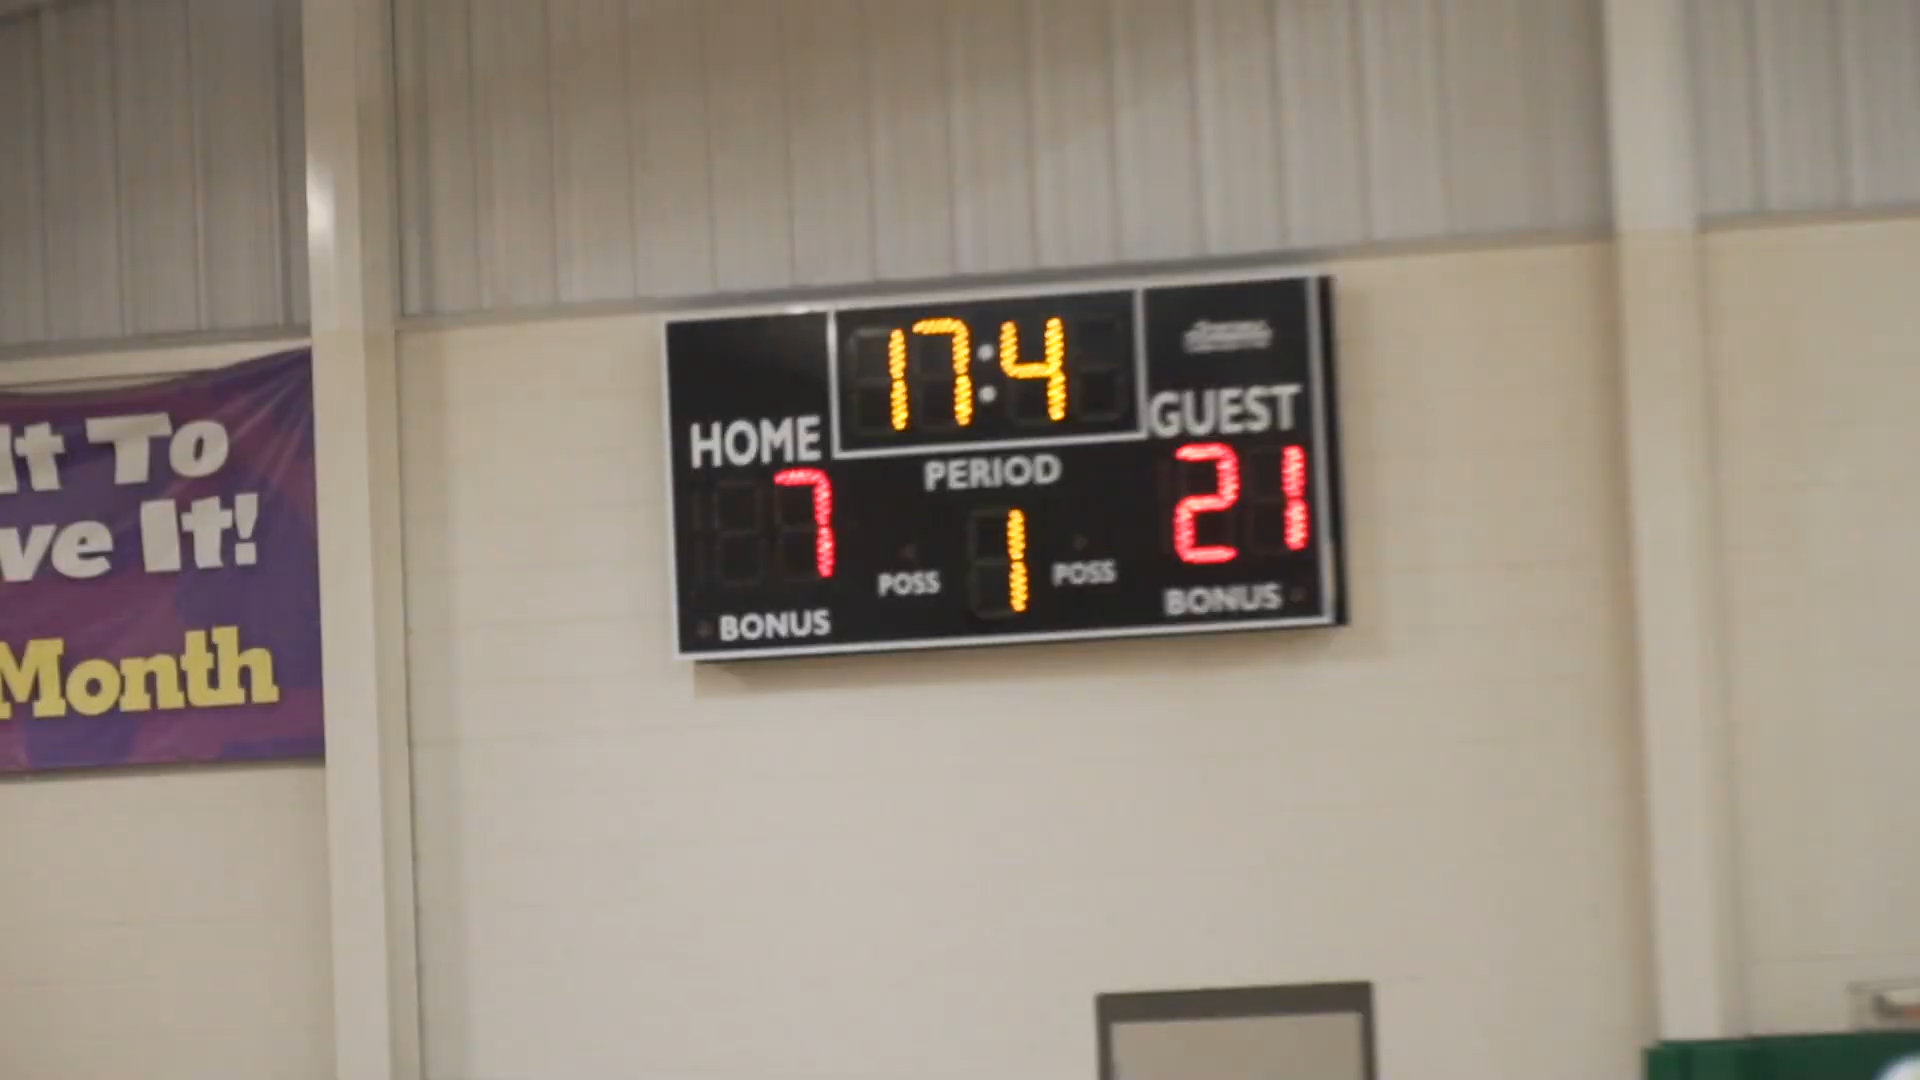 It To
ve It!
Month
17:4
HOME
GUEST
PERIOD
7
21
1
POSS
POSS
BONUS
BONUS